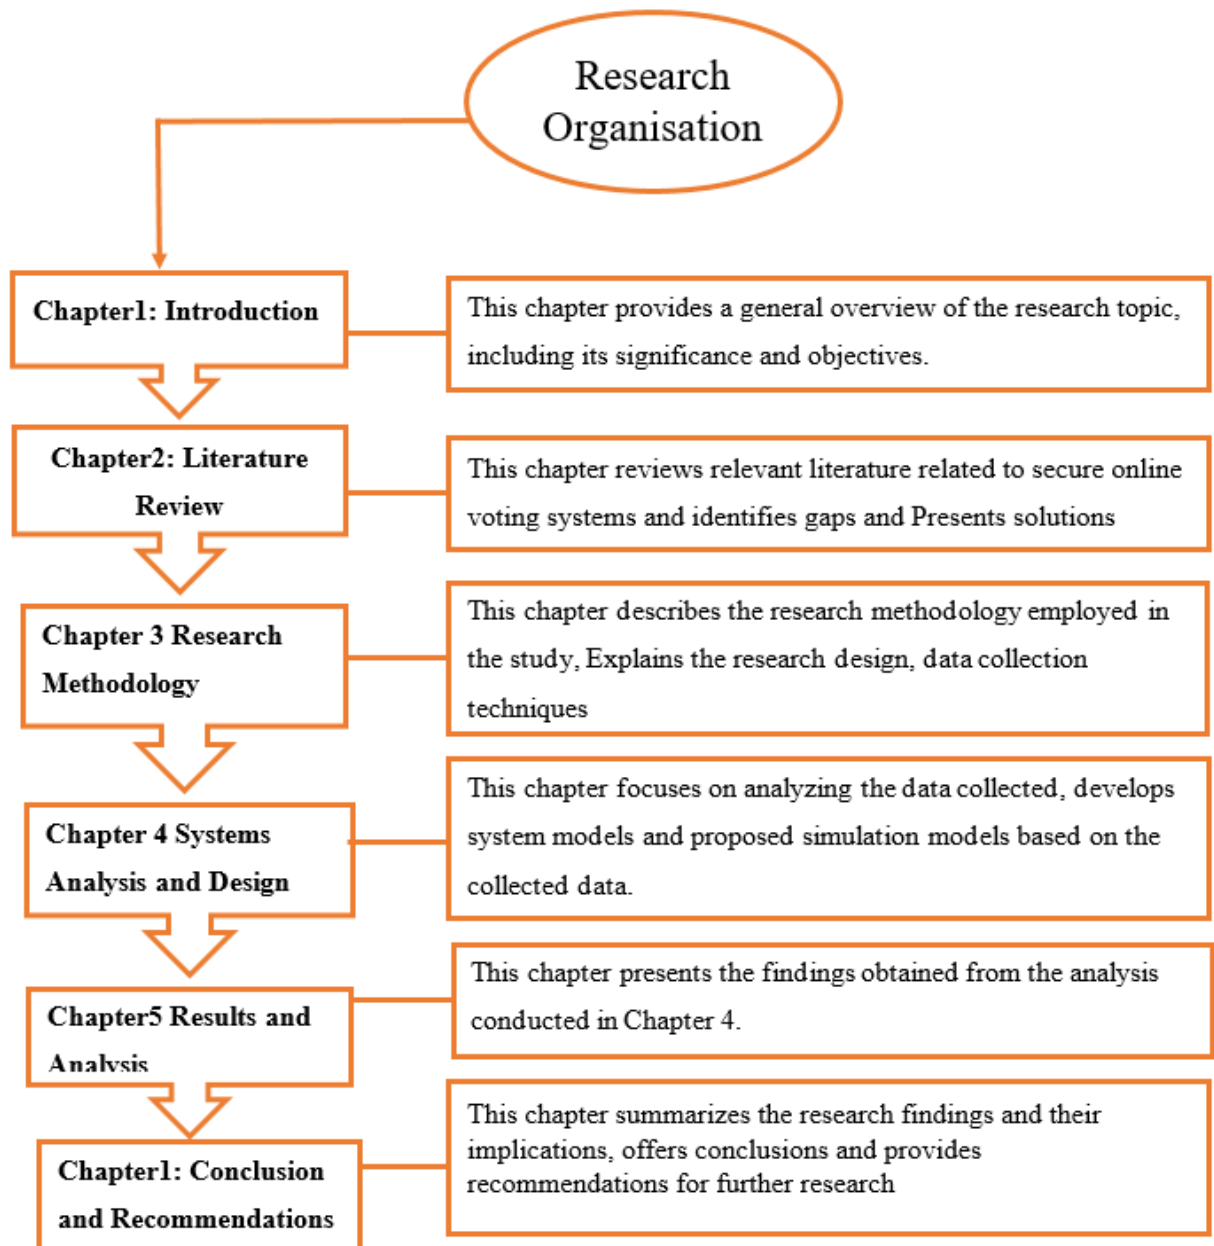 Research
Organisation
Chapter1: Introduction
This chapter provides a general overview of the research topic,
including its significance and objectives.
Chapter2: Literature
Review
This chapter reviews relevant literature related to secure online
voting systems and identifies gaps and Presents solutions
Chapter 3 Research
Methodology
This chapter describes the research methodology employed in
the study, Explains the research design, data collection
techniques
Chapter 4 Systems
Analysis and Design
This chapter focuses on analyzing the data collected, develops
system models and proposed simulation models based on the
collected data.
Chapter5 Results and
Analysis
This chapter presents the findings obtained from the analysis
conducted in Chapter 4.
Chapter1: Conclusion
and Recommendations
This chapter summarizes the research findings and their
implications, offers conclusions and provides
recommendations for further research